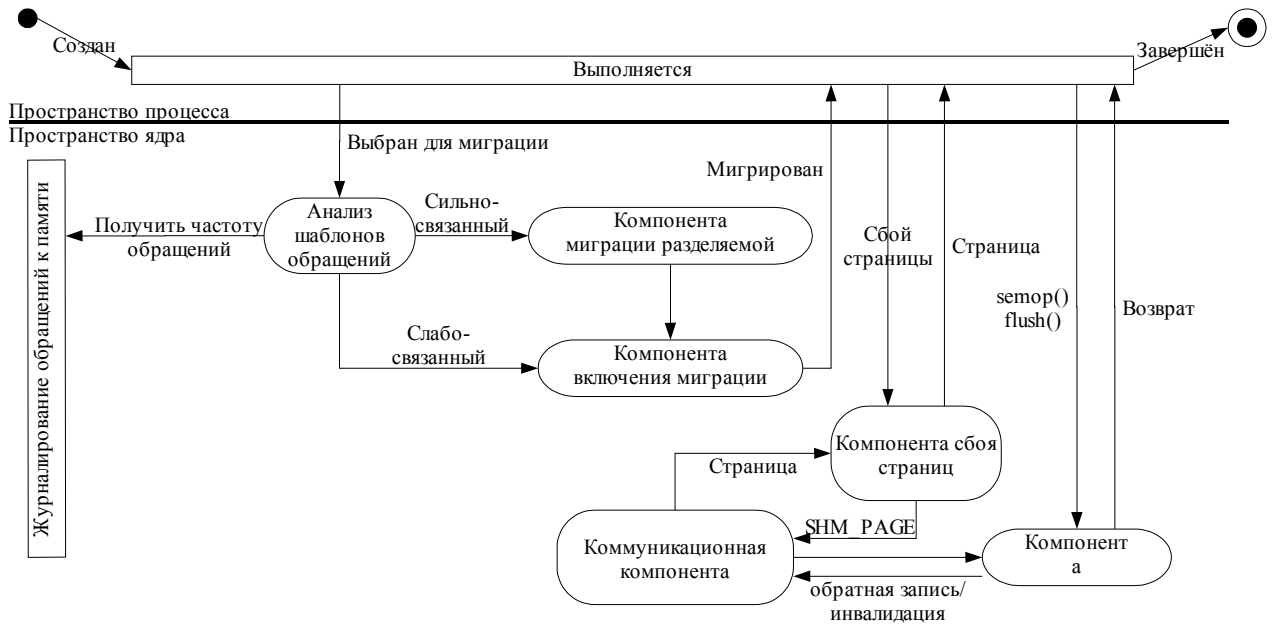 Создан
Завершён
Выполняется
Пространство процесса
Пространство ядра
Выбран для миграции
Мигрирован
Журналирование обращений к памяти
Получить частоту
обращений
Анализ
шаблонов
обращений
Сильно-
связанный
Компонента
миграции разделяемой
Сбой
страницы
Страница
semop()
flush()
Возврат
Слабо-
связанный
Компонента
включения миграции
Компонента сбоя
страниц
Страница
SHM_PAGE
Коммуникационная
компонента
Компонент
а
обратная запись/
инвалидация